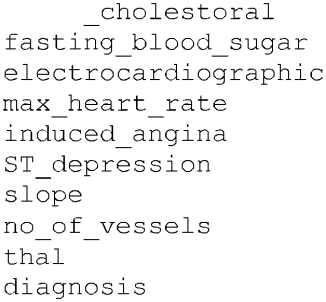 _cholestoral
fasting_blood_sugar
electrocardiographic
max_heart_rate
induced_angina
ST_depression
slope
no_of_vessels
thal
diagnosis